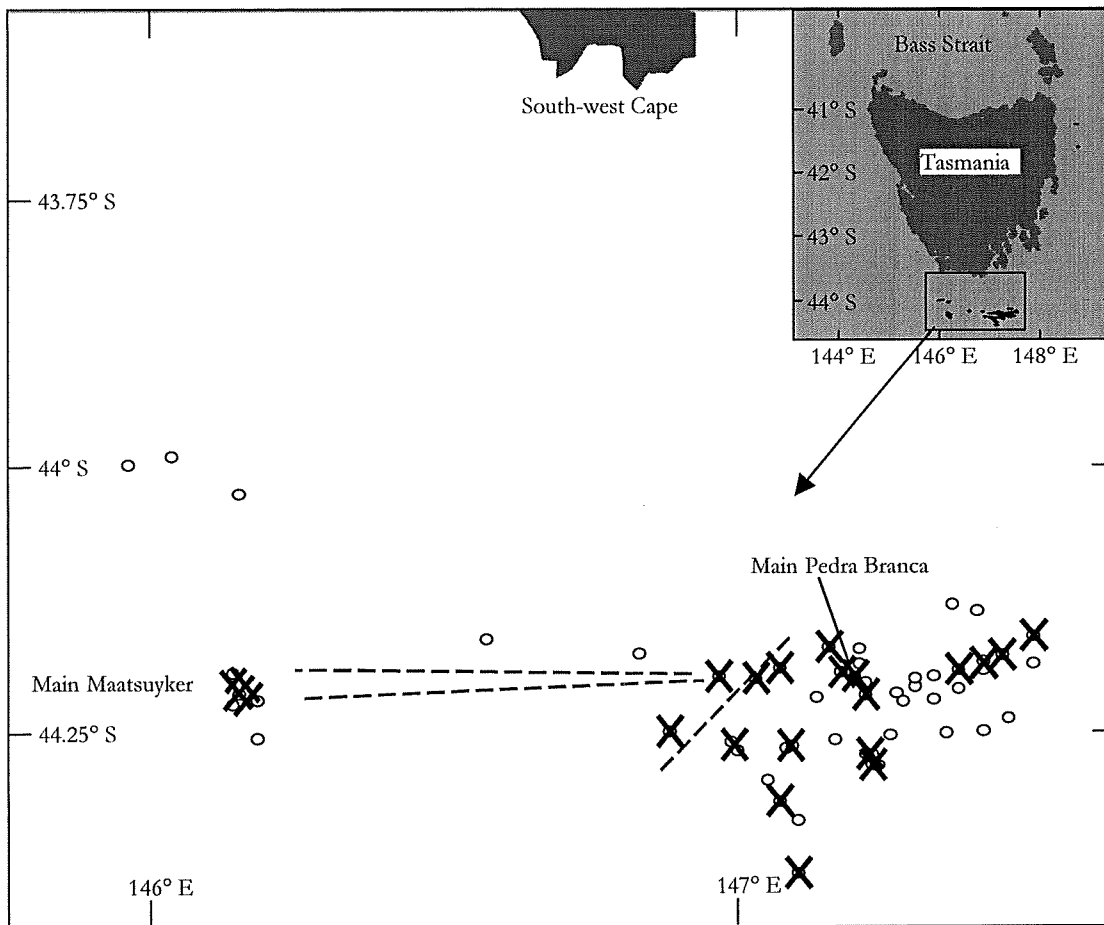 Bass Strait
South-west Cape
41° S
Tasmania
42° S
43.75° S
43° S
44° S
144° E
146° E
148° E
44° S
Main Pedra Branca
Main Maatsuyker
44.25° S
146° E
147° E